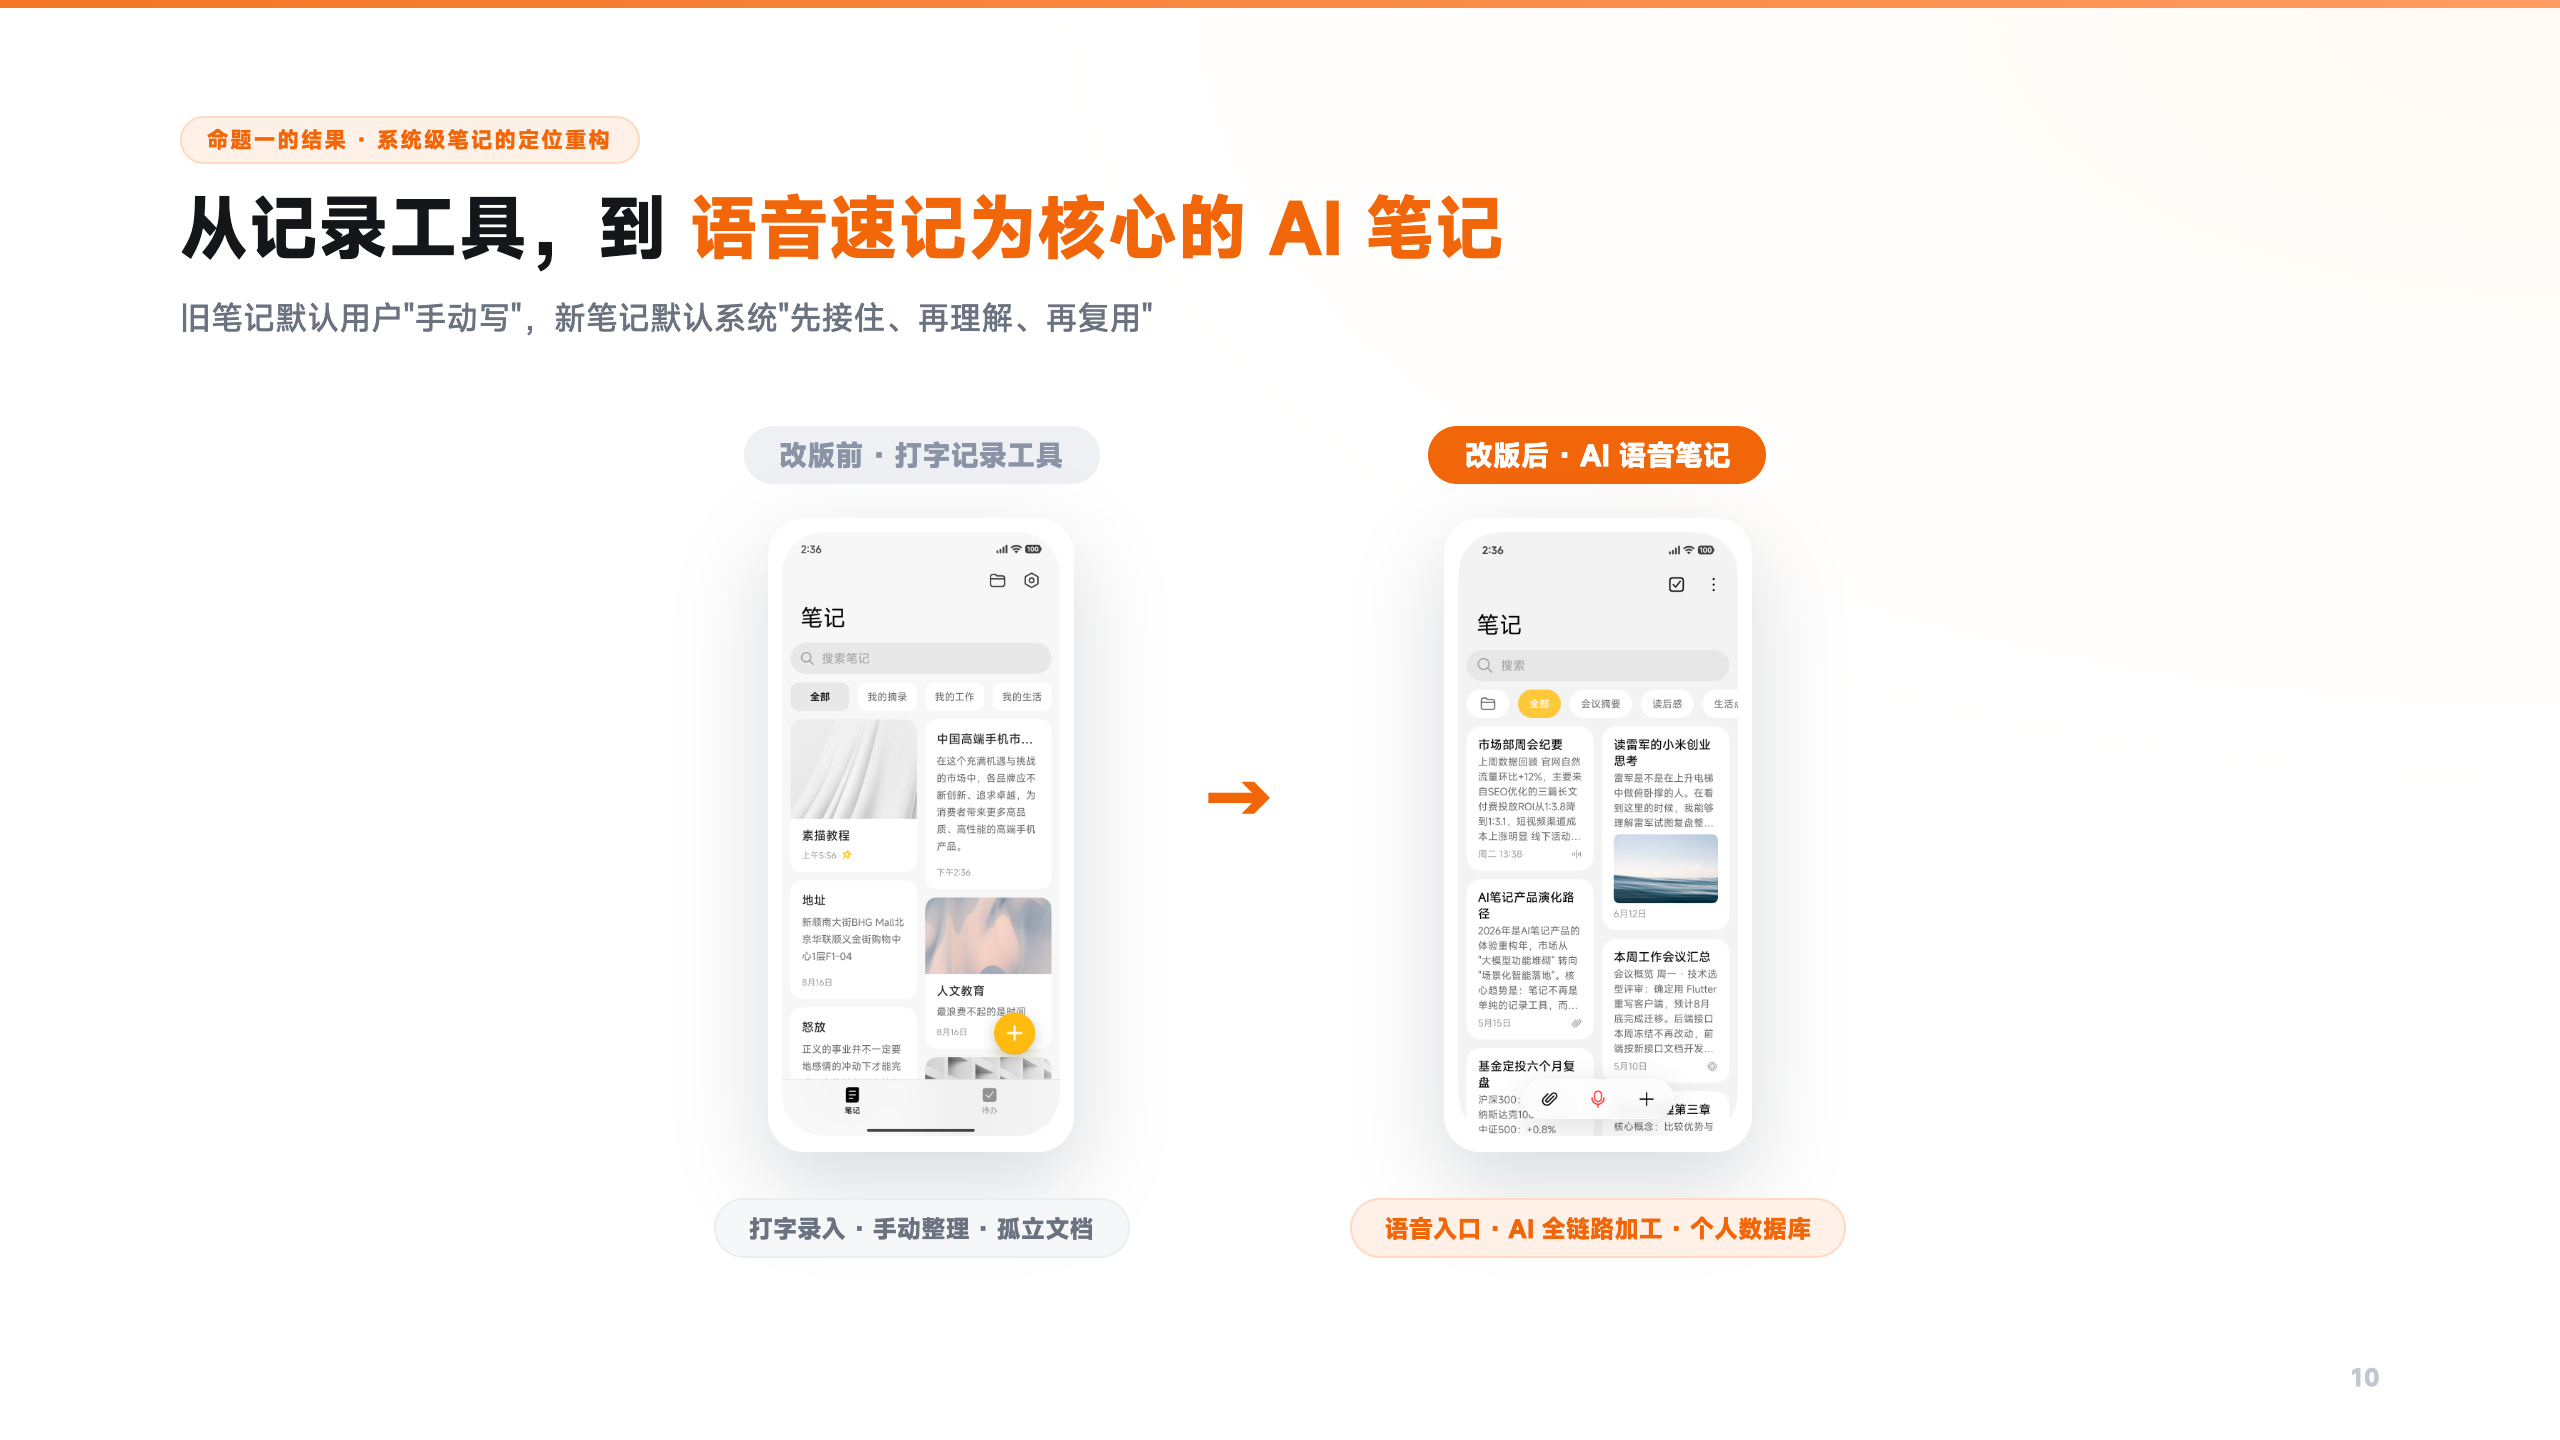 命题一的结果 · 系统级笔记的定位重构
从记录工具，到 语音速记为核心的 AI 笔记
旧笔记默认用户"手动写"，新笔记默认系统"先接住、再理解、再复用"
改版前 · 打字记录工具
2:36
100
笔记
搜索笔记
全部
我的摘录
我的工作
我的生活
素描教程
上午5:56
地址
新顺南大街BHG Mall北
京华联顺义金街购物中
心1层F1-04
8月16日
怒放
正义的事业并不一定要
地感情的冲动下才能完
中国高端手机市...
在这个充满机遇与挑战
的市场中，各品牌应不
断创新、追求卓越，为
消费者带来更多高品
质、高性能的高端手机
产品。
下午2:36
人文教育
最浪费不起的是时间
8月16日
笔记
待办
打字录入 · 手动整理 · 孤立文档
改版后 · AI 语音笔记
2:36
100
笔记
搜索
全部
会议摘要
读后感
生活
市场部周会纪要
上周数据回顾 官网自然
流量环比+12%，主要来
自SEO优化的三篇长文
付费投放ROI从1:3.8降
到1:3.1，短视频渠道成
本上涨明显 线下活动...
周二 13:38
AI笔记产品演化路
径
2026年是AI笔记产品的
体验重构年，市场从
"大模型功能堆砌" 转向
"场景化智能落地"。核
心趋势是：笔记不再是
单纯的记录工具，而...
5月15日
基金定投六个月复
盘
沪深300:
纳斯达克10
中证500: +0.8%
读雷军的小米创业
思考
雷军是不是在上升电梯
中做俯卧撑的人。在看
到这里的时候，我能够
理解雷军试图复盘整...
6月12日
本周工作会议汇总
会议概览 周一 · 技术选
型评审：确定用 Flutter
重写客户端，预计8月
底完成迁移。后端接口
本周冻结不再改动，前
端按新接口文档开发...
5月10日
第三章
核心概念：比较优势与
语音入口 · AI 全链路加工 · 个人数据库
10